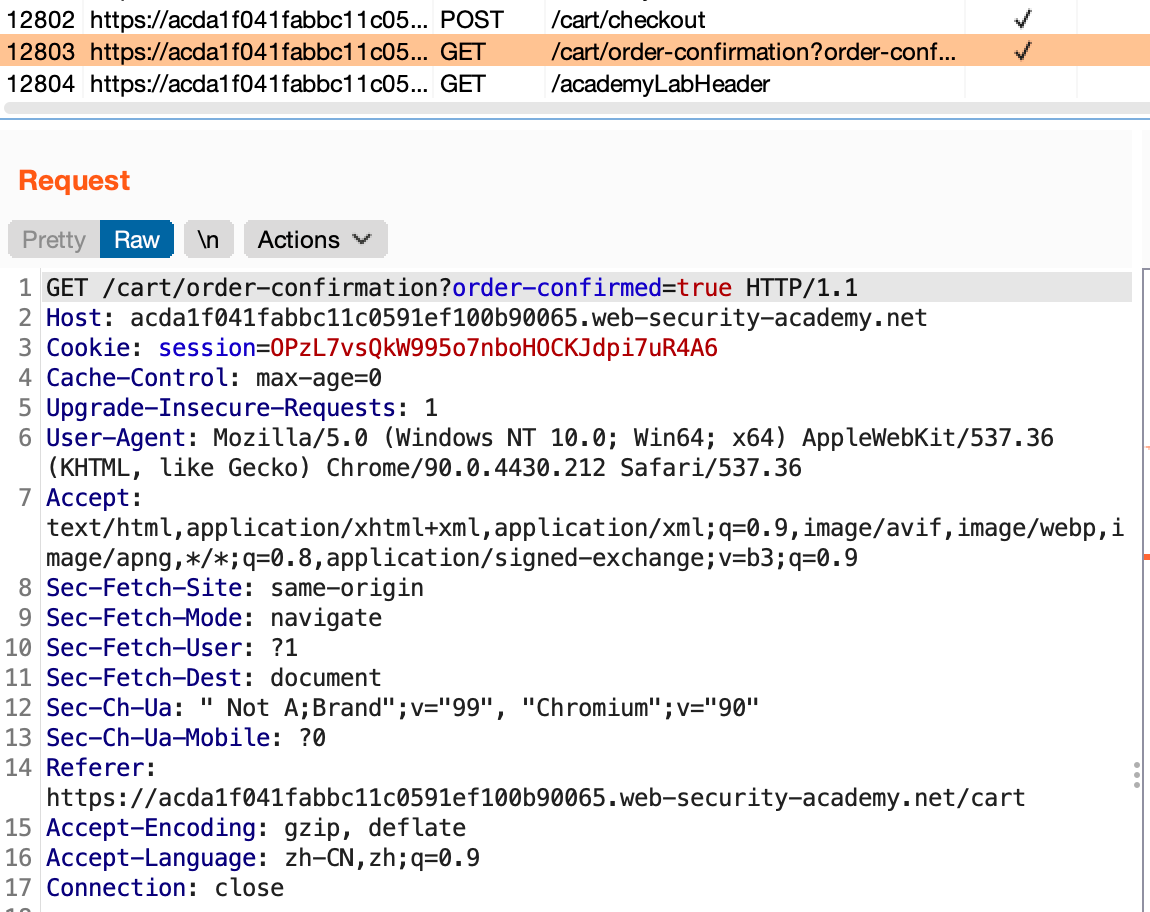 12802 https://acda1f041fabbc11c05... POST /cart/checkout ✓
12803 https://acda1f041fabbc11c05... GET /cart/order-confirmation?order-conf... ✓
12804 https://acda1f041fabbc11c05... GET /academyLabHeader
Request
Pretty Raw \n Actions
1 GET /cart/order-confirmation?order-confirmed=true HTTP/1.1
2 Host: acda1f041fabbc11c0591ef100b90065.web-security-academy.net
3 Cookie: session=OPzL7vsQkW995o7nboHOCKJdpi7uR4A6
4 Cache-Control: max-age=0
5 Upgrade-Insecure-Requests: 1
6 User-Agent: Mozilla/5.0 (Windows NT 10.0; Win64; x64) AppleWebKit/537.36
(KHTML, like Gecko) Chrome/90.0.4430.212 Safari/537.36
7 Accept:
text/html,application/xhtml+xml,application/xml;q=0.9,image/avif,image/webp,i
mage/apng,*/*;q=0.8,application/signed-exchange;v=b3;q=0.9
8 Sec-Fetch-Site: same-origin
9 Sec-Fetch-Mode: navigate
10 Sec-Fetch-User: ?1
11 Sec-Fetch-Dest: document
12 Sec-Ch-Ua: " Not A;Brand";v="99", "Chromium";v="90"
13 Sec-Ch-Ua-Mobile: ?0
14 Referer:
https://acda1f041fabbc11c0591ef100b90065.web-security-academy.net/cart
15 Accept-Encoding: gzip, deflate
16 Accept-Language: zh-CN,zh;q=0.9
17 Connection: close